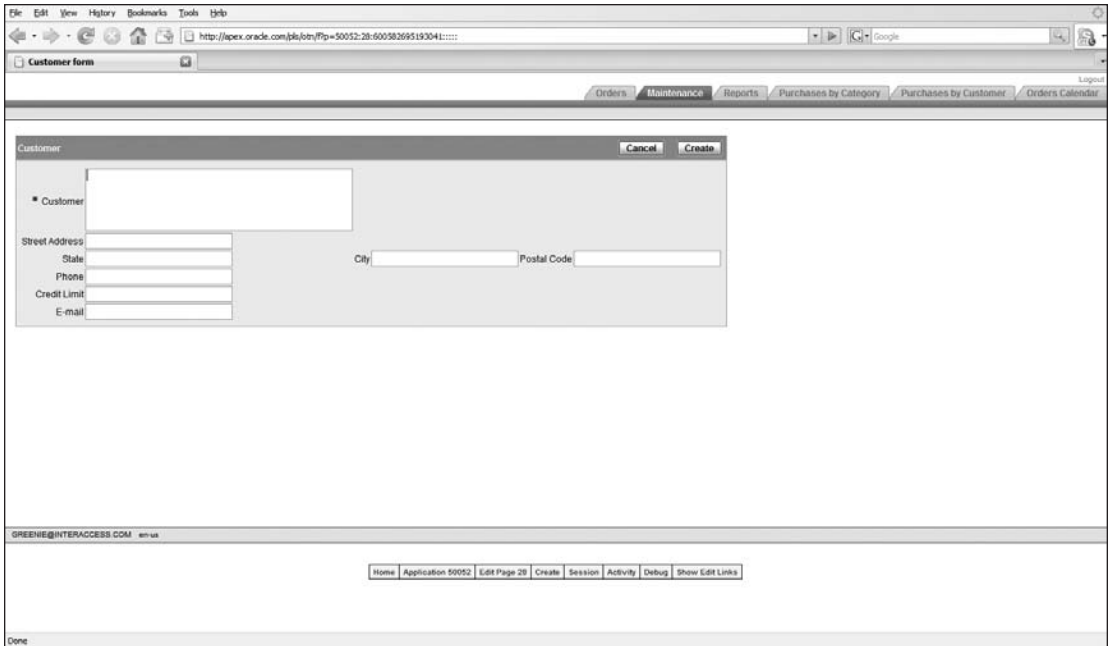 File Edit View History Bookmarks Tools Help
http://apex.oracle.com/pls/otn/f?p=50052:28:600582695193041:::::
Google
Customer form
Logout
Orders Maintenance Reports Purchases by Category Purchases by Customer Orders Calendar
Customer Cancel Create
* Customer
Street Address
State City Postal Code
Phone
Credit Limit
E-mail
GREENIE@INTERACCESS.COM en-us
Home Application 50052 Edit Page 28 Create Session Activity Debug Show Edit Links
Done